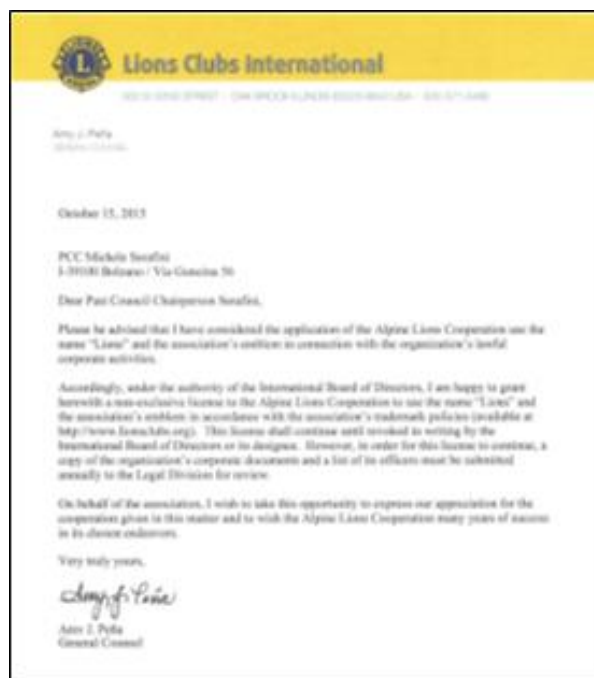 Lions Clubs International
Amy J. Peña
October 15, 2013
PCC Michele Serafini
I-39100 Bolzano / Via
Dear Past Council Chairperson Serafini,
Please be advised that I have considered the application of the Alpine Lions Cooperation use the
name "Lions" and the association's emblem in connection with the organization's lawful
corporate activities.
Accordingly, under the authority of the International Board of Directors, I am happy to grant
herewith a non-exclusive license to the Alpine Lions Cooperation to use the name "Lions" and
the association's emblem in accordance with the association's trademark policies (available at
http://www.lionsclubs.org). This license shall continue until revoked in writing by the
International Board of Directors or its designee. However, in order for this license to continue, a
copy of the organization's corporate documents and a list of its officers must be submitted
annually to the Legal Division for review.
On behalf of the association, I wish to take this opportunity to express our appreciation for the
cooperation given in this matter and to wish the Alpine Lions Cooperation many years of success
in its chosen endeavors.
Very truly yours,
Amy J. Peña
Amy J. Peña
General Counsel